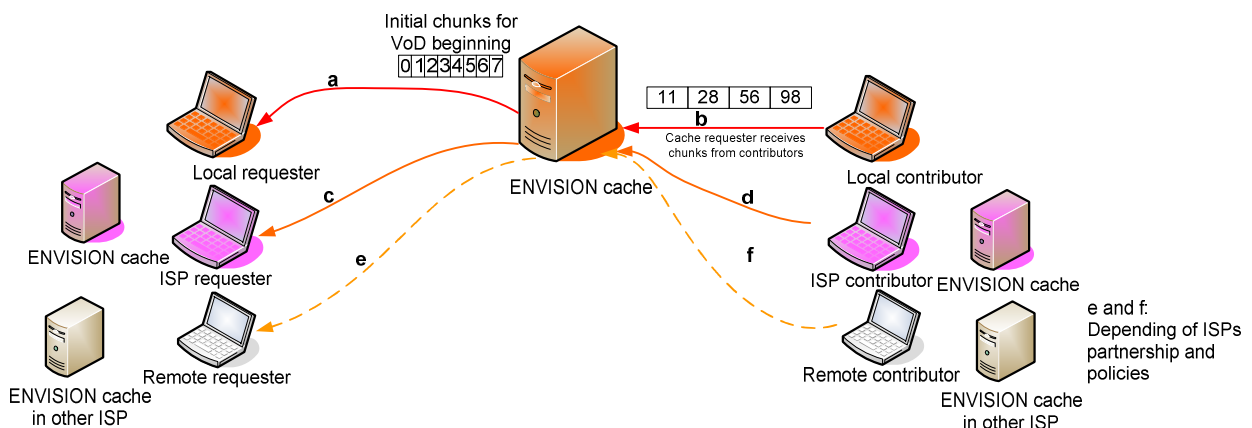 Initial chunks for
VoD beginning
0 1 2 3 4 5 6 7
a
11 28 56 98
b
Cache requester receives
chunks from contributors
Local requester
ENVISION cache
Local contributor
c
d
ENVISION cache
ISP requester
e
f
ISP contributor
ENVISION cache
e and f:
Depending of ISPs
partnership and
policies
Remote requester
Remote contributor
ENVISION cache
in other ISP
ENVISION cache
in other ISP